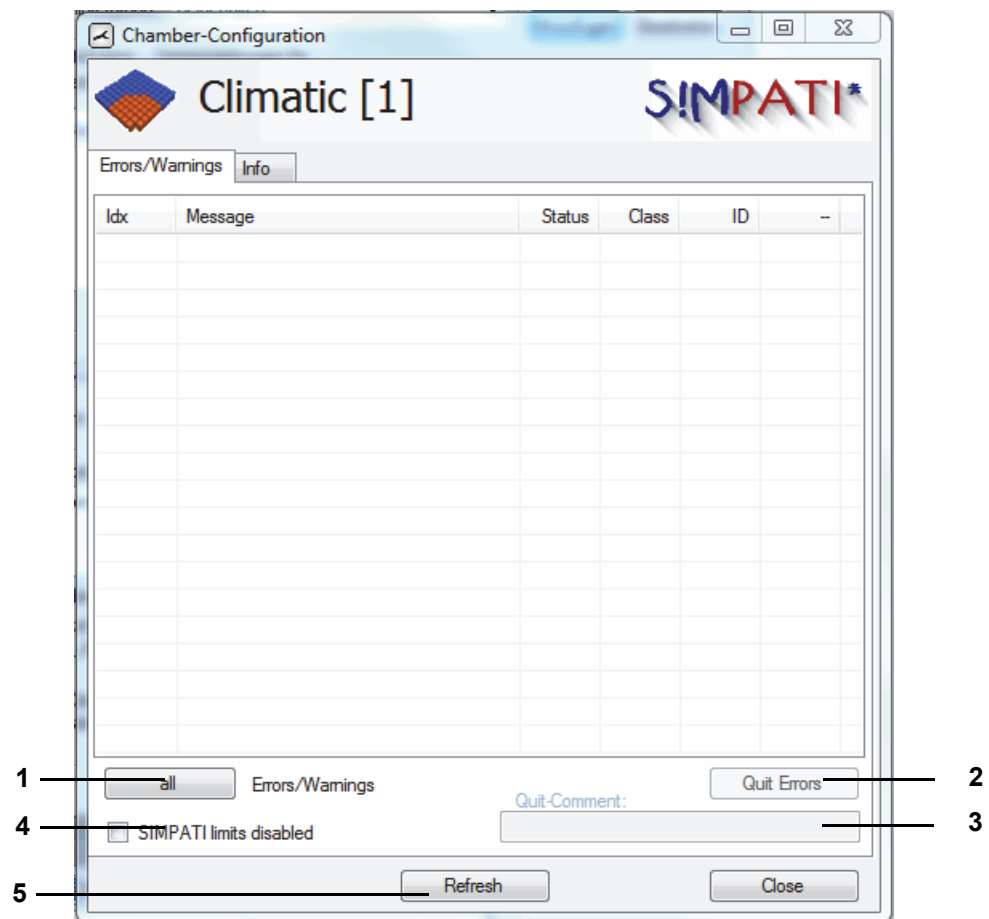 Chamber-Configuration
Climatic [1]
S!MPATI*
Errors/Warnings Info
Idx Message Status Class ID --
1 all Errors/Warnings Quit Errors 2
Quit-Comment:
4 SIMPATI limits disabled 3
5 Refresh Close